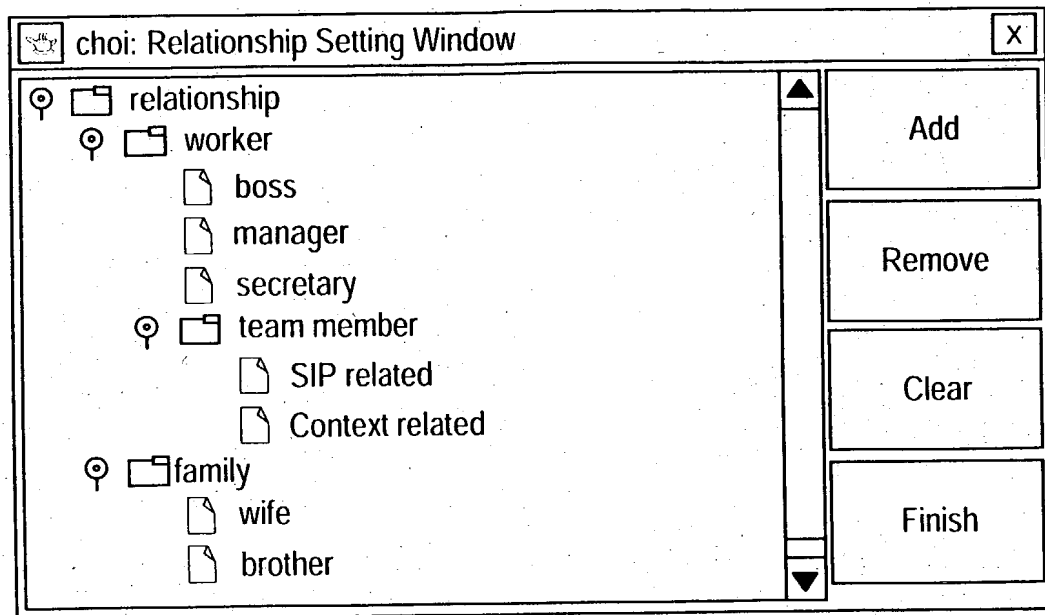 choi: Relationship Setting Window
X
relationship
worker
boss
manager
secretary
team member
SIP related
Context related
family
wife
brother
Add
Remove
Clear
Finish